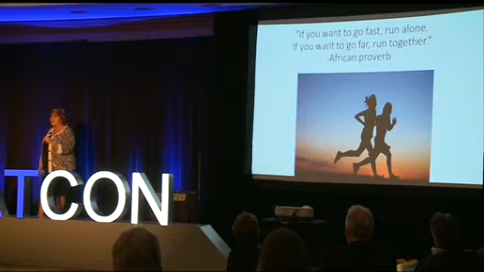 "If you want to go fast, run alone.
If you want to go far, run together."
-African proverb
TCON